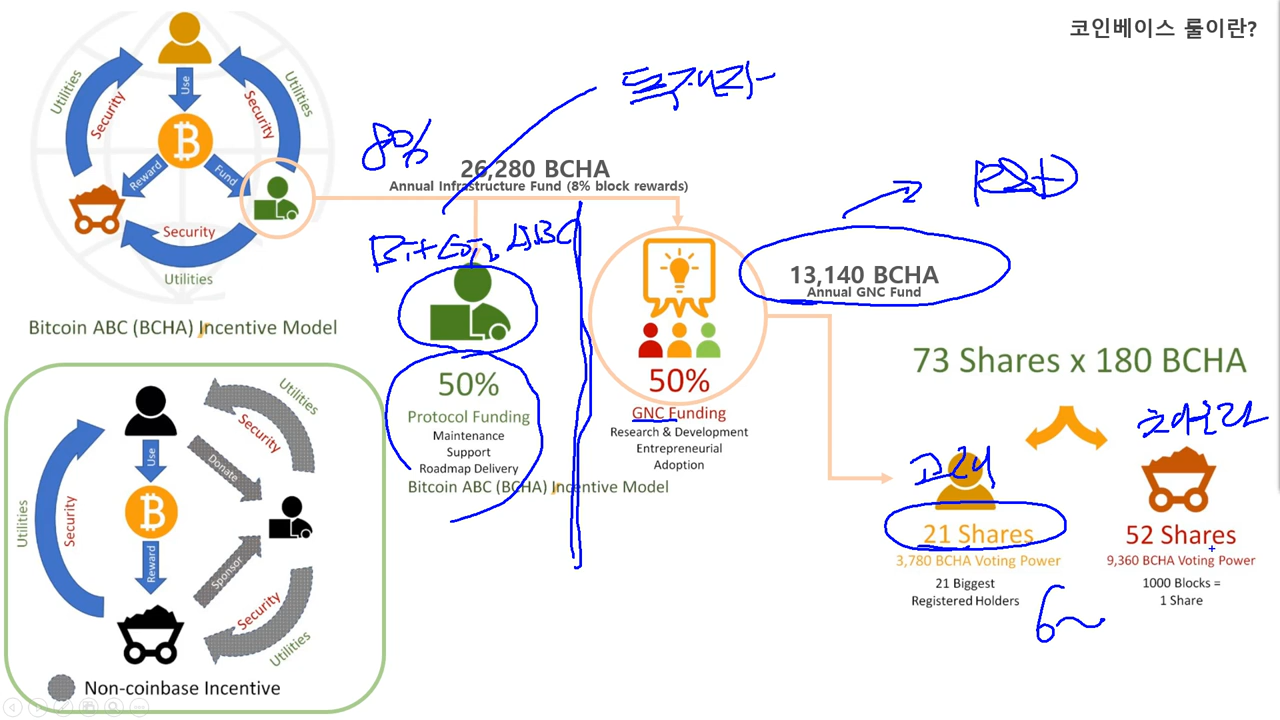 코인베이스 룰이란?
Utilities
Security
Use
Security
Utilities
Reward
Fund
Security
Utilities
Bitcoin ABC (BCHA) Incentive Model
8%
26,280 BCHA
Annual Infrastructure Fund (8% block rewards)
독재자
R&D
Bitcoin ABC
13,140 BCHA
Annual GNC Fund
50%
Protocol Funding
Maintenance
Support
Roadmap Delivery
Bitcoin ABC (BCHA) Incentive Model
50%
GNC Funding
Research & Development
Entrepreneurial
Adoption
73 Shares x 180 BCHA
고래
21 Shares
3,780 BCHA Voting Power
21 Biggest
Registered Holders
52 Shares
9,360 BCHA Voting Power
1000 Blocks =
1 Share
Utilities
Security
Use
Donate
Utilities
Security
Reward
Sponsor
Security
Utilities
Non-coinbase Incentive